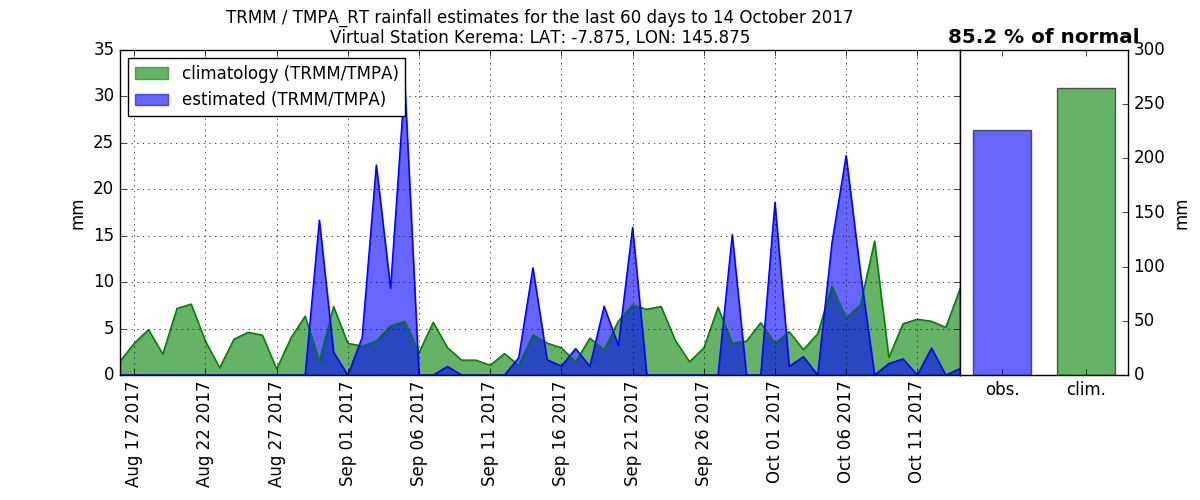 TRMM / TMPA_RT rainfall estimates for the last 60 days to 14 October 2017
Virtual Station Kerema: LAT: -7.875, LON: 145.875
85.2 % of normal
climatology (TRMM/TMPA)
estimated (TRMM/TMPA)
35
30
25
20
15
10
5
0
mm
Aug 17 2017
Aug 22 2017
Aug 27 2017
Sep 01 2017
Sep 06 2017
Sep 11 2017
Sep 16 2017
Sep 21 2017
Sep 26 2017
Oct 01 2017
Oct 06 2017
Oct 11 2017
obs.
clim.
300
250
200
150
100
50
0
mm